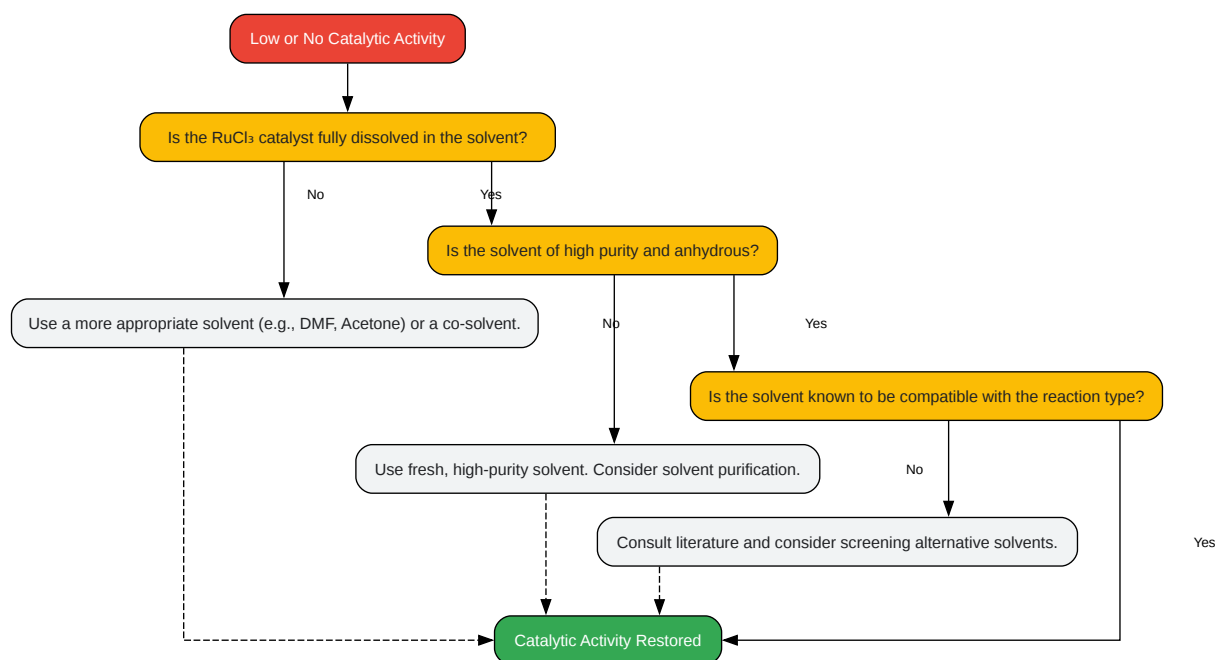 Low or No Catalytic Activity
Is the RuCl₃ catalyst fully dissolved in the solvent?
No
Yes
Is the solvent of high purity and anhydrous?
Use a more appropriate solvent (e.g., DMF, Acetone) or a co-solvent.
No
Yes
Is the solvent known to be compatible with the reaction type?
Use fresh, high-purity solvent. Consider solvent purification.
No
Consult literature and consider screening alternative solvents.
Yes
Catalytic Activity Restored